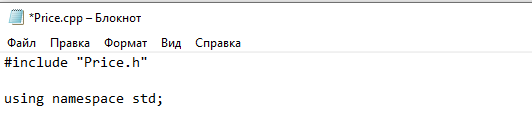 *Price.cpp – Блокнот
Файл Правка Формат Вид Справка
#include "Price.h"
using namespace std;